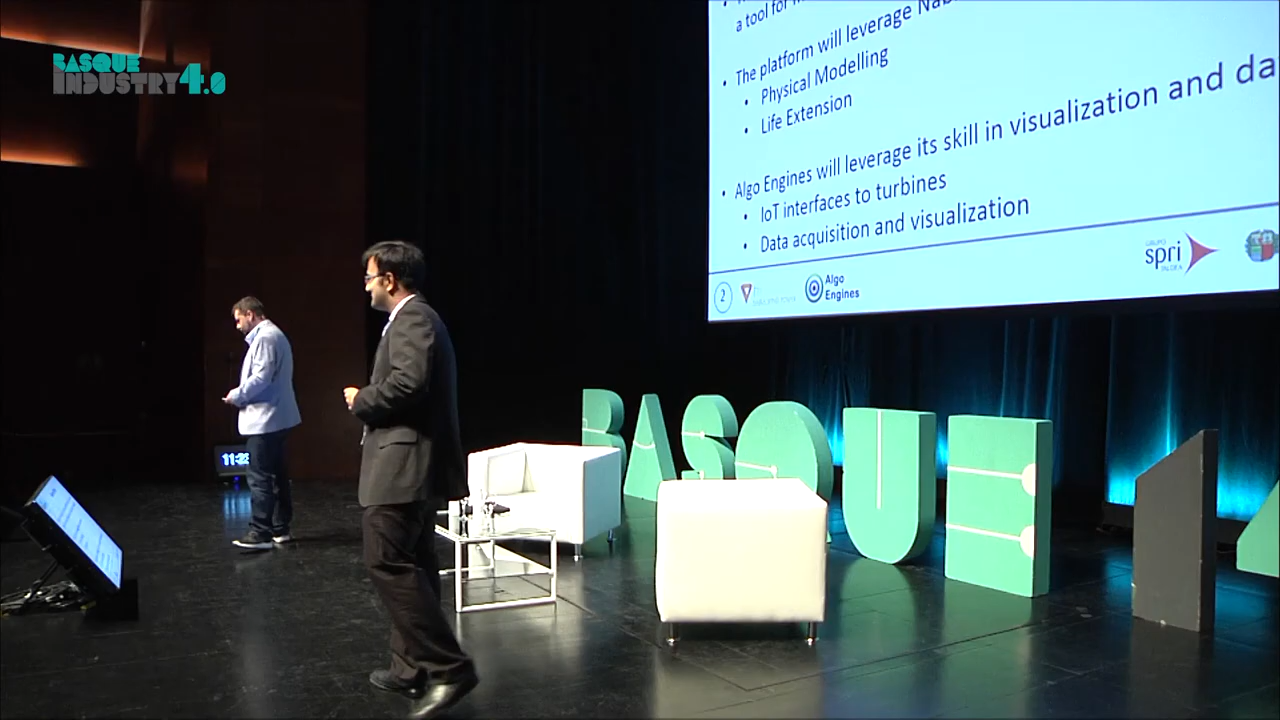 BASQUE
INDUSTRY 4.0
a tool for
• The platform will leverage Nab
• Physical Modelling
• Life Extension
• Algo Engines will leverage its skill in visualization and da
• IoT interfaces to turbines
• Data acquisition and visualization
2
Algo
Engines
GRUPO
spri
TALDEA
11:22
BASQUE